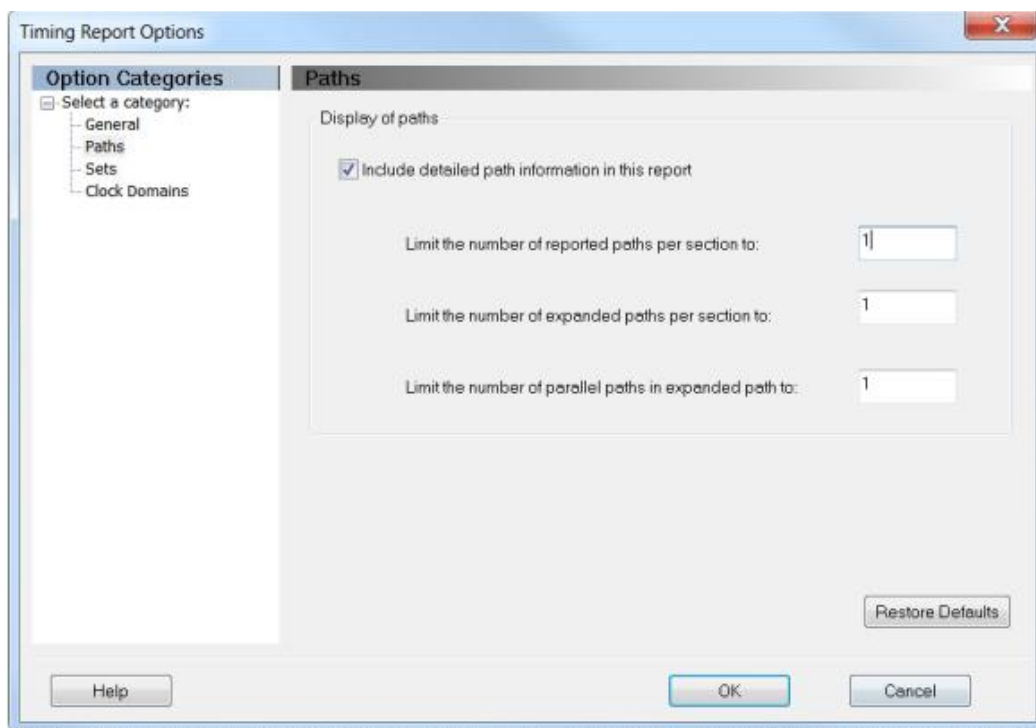 Timing Report Options
Option Categories
Select a category:
General
Paths
Sets
Clock Domains
Paths
Display of paths
Include detailed path information in this report
Limit the number of reported paths per section to: 1
Limit the number of expanded paths per section to: 1
Limit the number of parallel paths in expanded path to: 1
Restore Defaults
Help OK Cancel